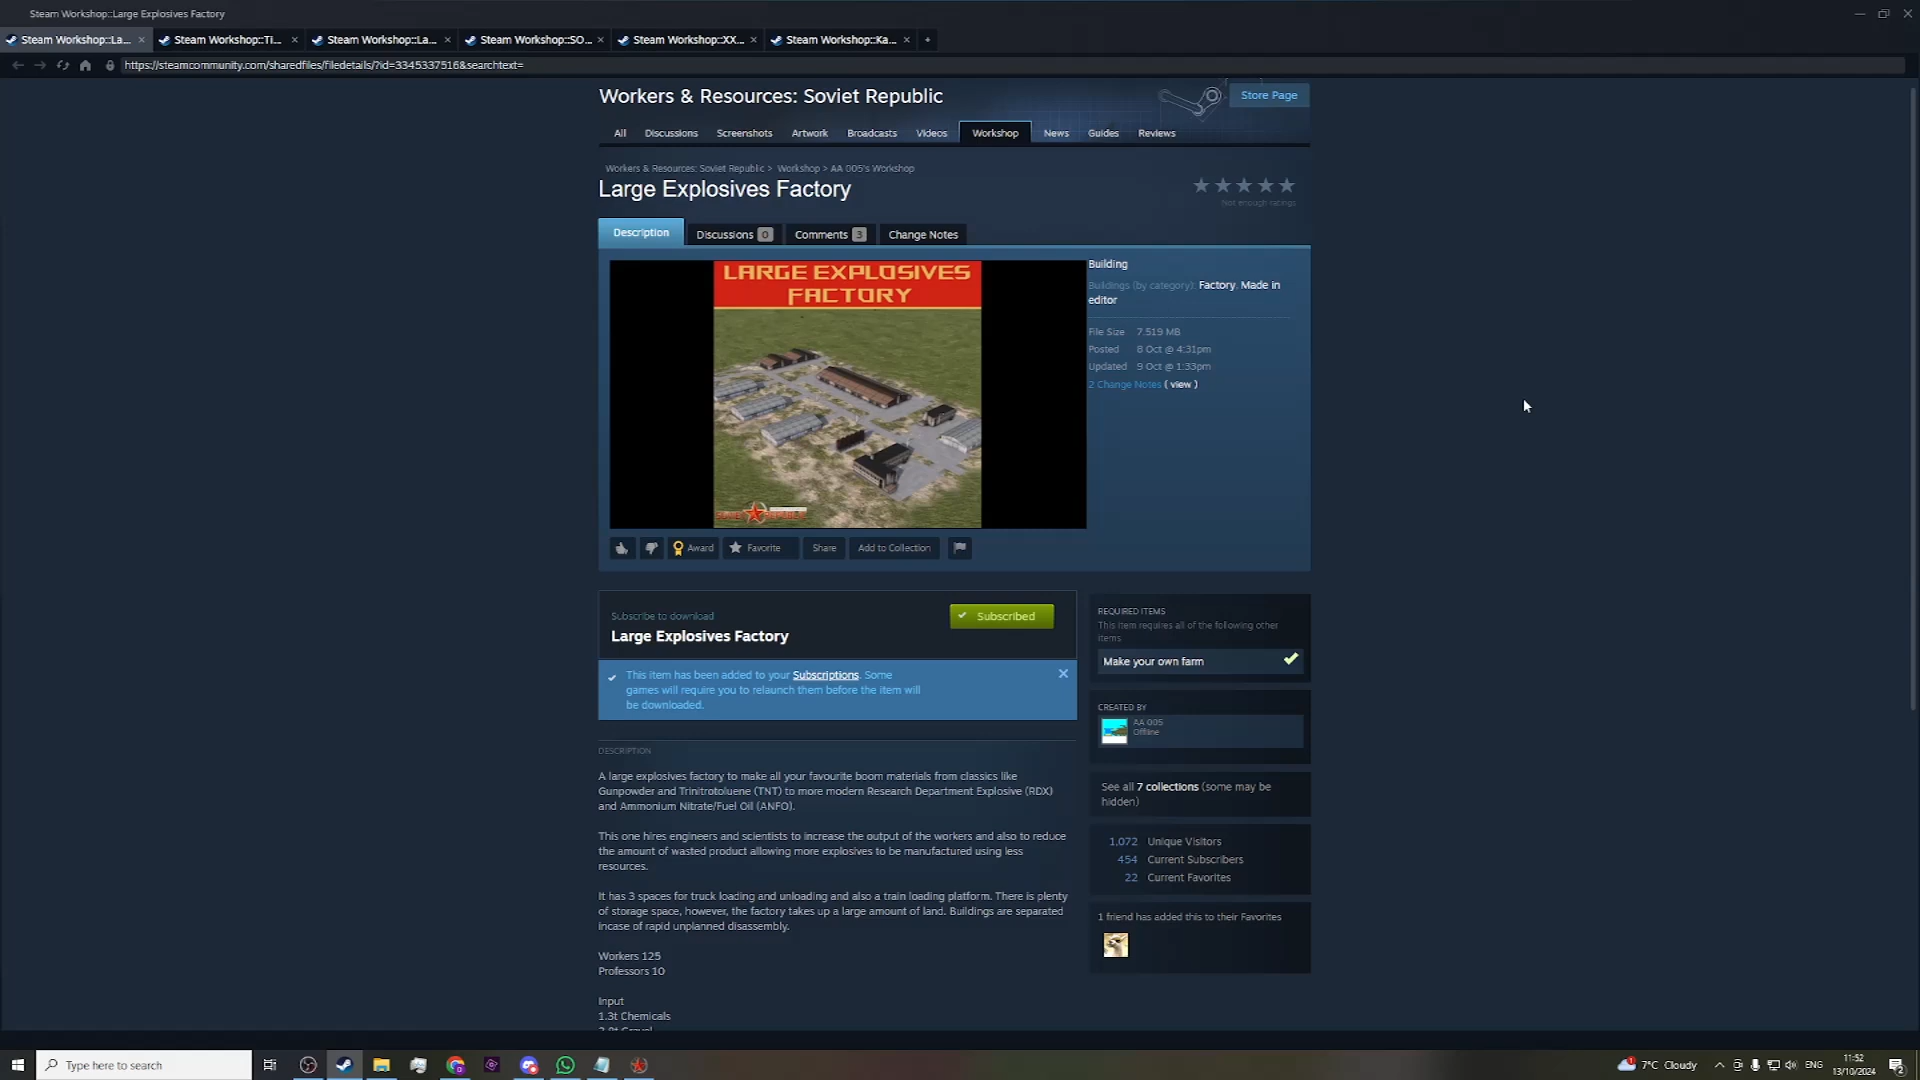 Steam Workshop::Large Explosives Factory
Steam Workshop::La...
Steam Workshop::Ti...
Steam Workshop::La...
Steam Workshop::SO...
Steam Workshop::XX...
Steam Workshop::Ka...
https://steamcommunity.com/sharedfiles/filedetails/?id=3345337516&searchtext=
Workers & Resources: Soviet Republic
Store Page
All Discussions Screenshots Artwork Broadcasts Videos Workshop News Guides Reviews
Workers & Resources: Soviet Republic > Workshop > AA 005's Workshop
Large Explosives Factory
Not enough ratings
Description Discussions 0 Comments 3 Change Notes
LARGE EXPLOSIVES
FACTORY
Building
Buildings (by category): Factory, Made in
editor
File Size 7.519 MB
Posted 8 Oct @ 4:31pm
Updated 9 Oct @ 1:33pm
2 Change Notes ( view )
Award Favorite Share Add to Collection
Subscribe to download
Large Explosives Factory
Subscribed
This item has been added to your Subscriptions. Some
games will require you to relaunch them before the item will
be downloaded.
DESCRIPTION
A large explosives factory to make all your favourite boom materials from classics like
Gunpowder and Trinitrotoluene (TNT) to more modern Research Department Explosive (RDX)
and Ammonium Nitrate/Fuel Oil (ANFO).
This one hires engineers and scientists to increase the output of the workers and also to reduce
the amount of wasted product allowing more explosives to be manufactured using less
resources.
It has 3 spaces for truck loading and unloading and also a train loading platform. There is plenty
of storage space, however, the factory takes up a large amount of land. Buildings are separated
incase of rapid unplanned disassembly.
Workers 125
Professors 10
Input
1.3t Chemicals
REQUIRED ITEMS
This item requires all of the following other
items
Make your own farm
CREATED BY
AA 005
Offline
See all 7 collections (some may be
hidden)
1,072 Unique Visitors
454 Current Subscribers
22 Current Favorites
1 friend has added this to their Favorites
Type here to search
1
7°C Cloudy
ENG
11:52
13/10/2024
2